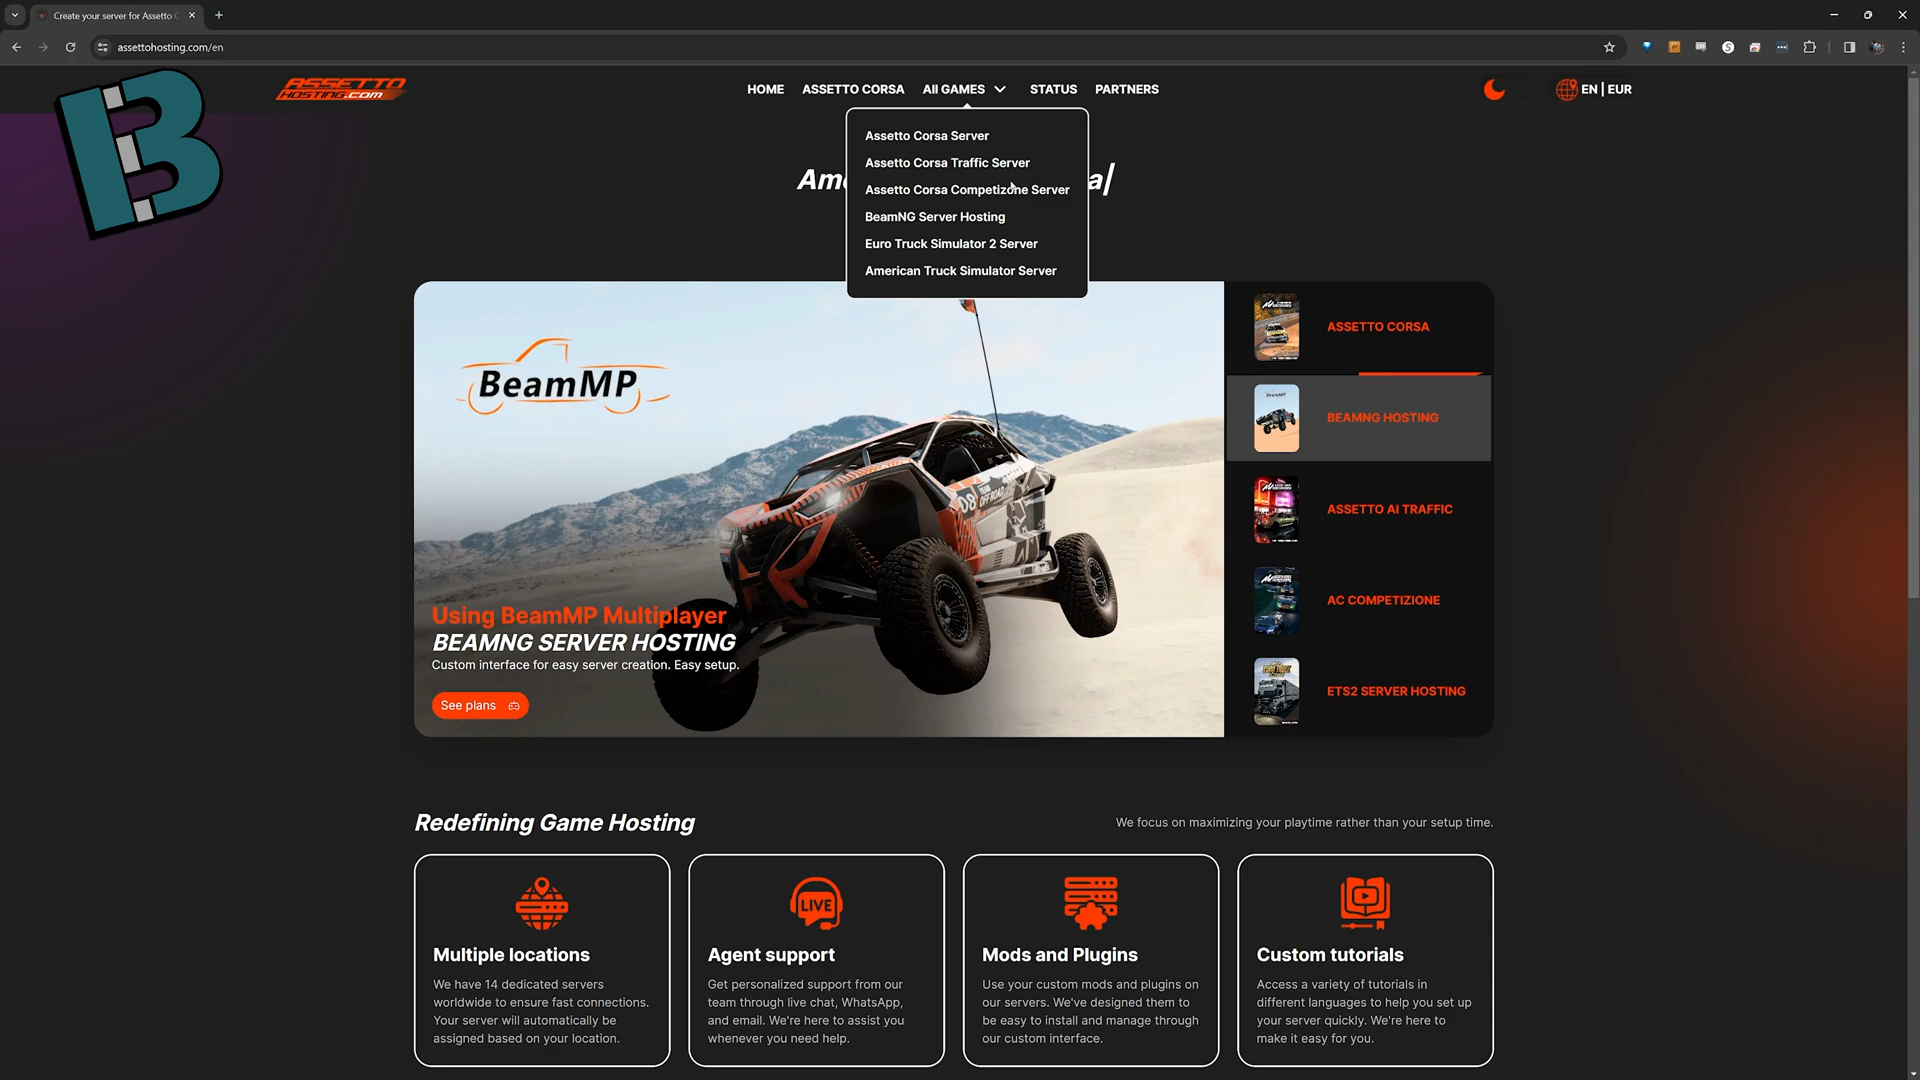 Create your server for Assetto C
assettohosting.com/en
B
ASSETTO
HOSTING.COM
HOME
ASSETTO CORSA
All GAMES
STATUS
PARTNERS
EN | EUR
Assetto Corsa Server
Assetto Corsa Traffic Server
Assetto Corsa Competizone Server
BeamNG Server Hosting
Euro Truck Simulator 2 Server
American Truck Simulator Server
BeamMP
Using BeamMP Multiplayer
BEAMNG SERVER HOSTING
Custom interface for easy server creation. Easy setup.
See plans
ASSETTO CORSA
BEAMNG HOSTING
ASSETTO AI TRAFFIC
AC COMPETIZIONE
ETS2 SERVER HOSTING
Redefining Game Hosting
We focus on maximizing your playtime rather than your setup time.
Multiple locations
We have 14 dedicated servers
worldwide to ensure fast connections.
Your server will automatically be
assigned based on your location.
LIVE
Agent support
Get personalized support from our
team through live chat, WhatsApp,
and email. We're here to assist you
whenever you need help.
Mods and Plugins
Use your custom mods and plugins on
our servers. We've designed them to
be easy to install and manage through
our custom interface.
Custom tutorials
Access a variety of tutorials in
different languages to help you set up
your server quickly. We're here to
make it easy for you.